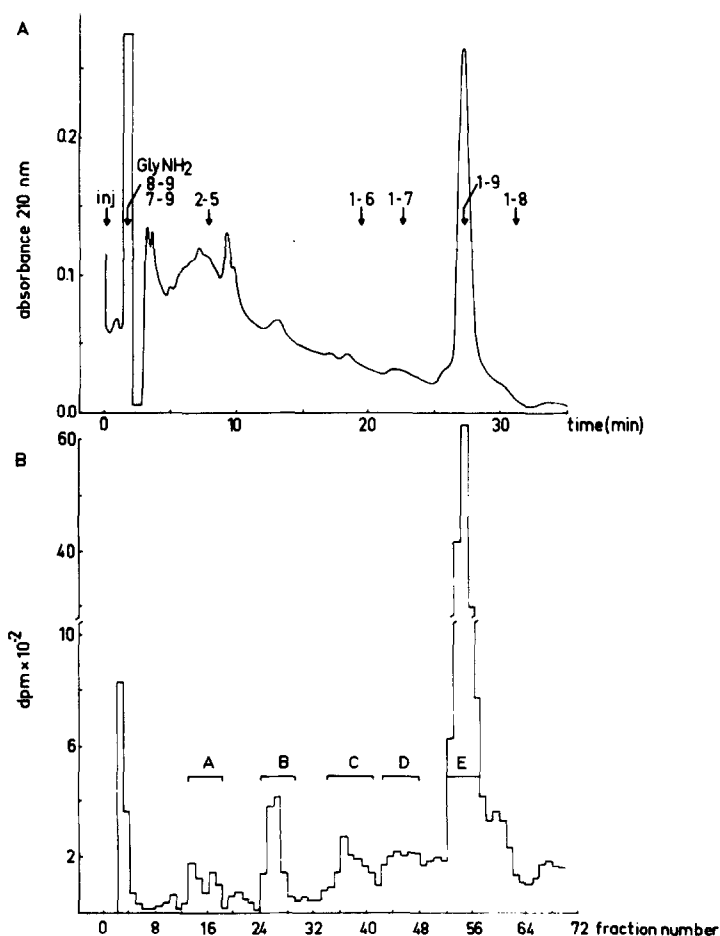 A
absorbance 210 nm
0.2
0.1
0.0
inj
GlyNH2
8-9
7-9
2-5
1-6
1-7
1-9
1-8
0
10
20
30
time(min)
B
dpm x 10-2
60
40
10
6
2
A
B
C
D
E
0
8
16
24
32
40
48
56
64
72
fraction number